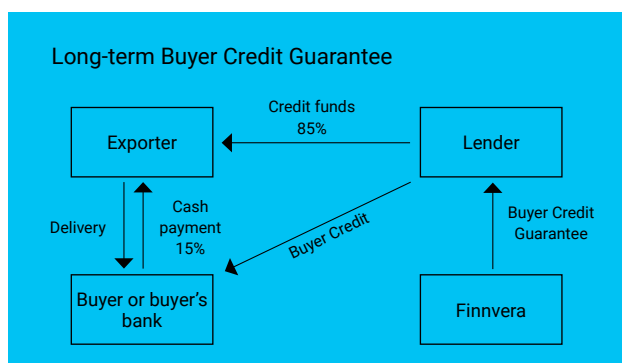 Long-term Buyer Credit Guarantee
Credit funds
85%
Exporter
Lender
Delivery
Cash
payment
15%
Buyer Credit
Buyer Credit
Guarantee
Buyer or buyer’s
bank
Finnvera